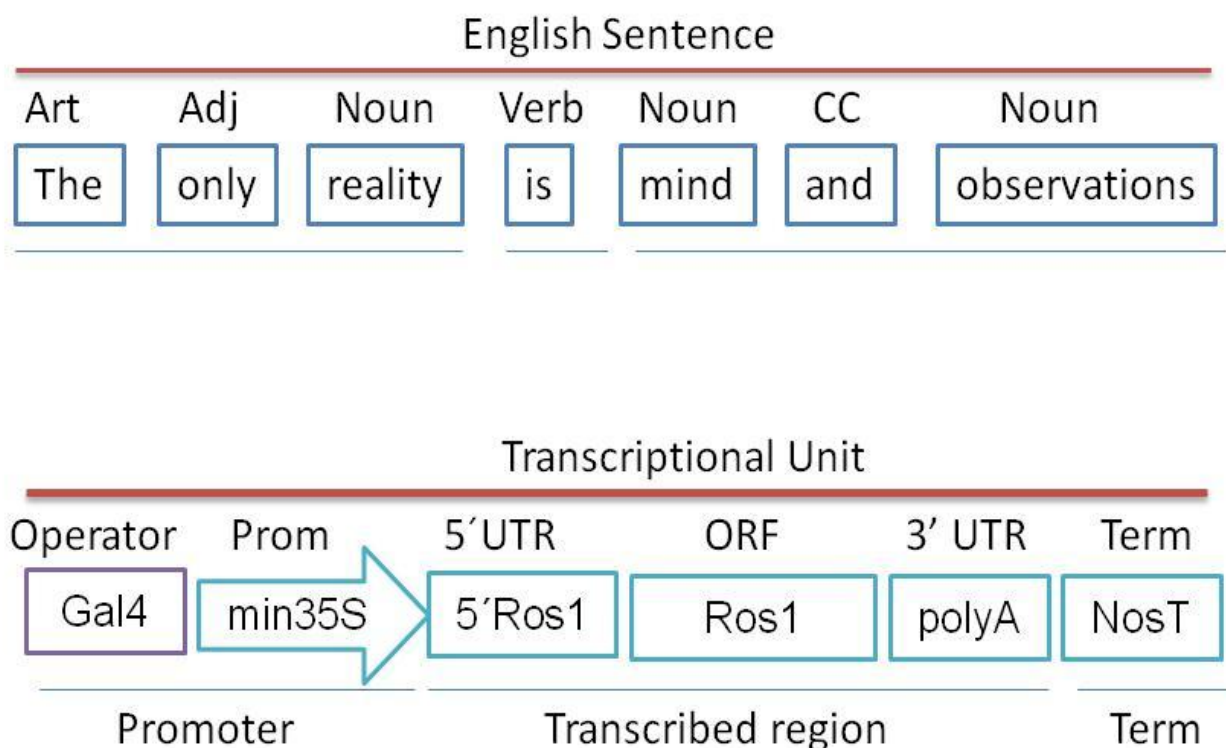 English Sentence
Art Adj Noun Verb Noun CC Noun
The only reality is mind and observations
Transcriptional Unit
Operator Prom 5´UTR ORF 3’ UTR Term
Gal4 min35S 5´Ros1 Ros1 polyA NosT
Promoter Transcribed region Term